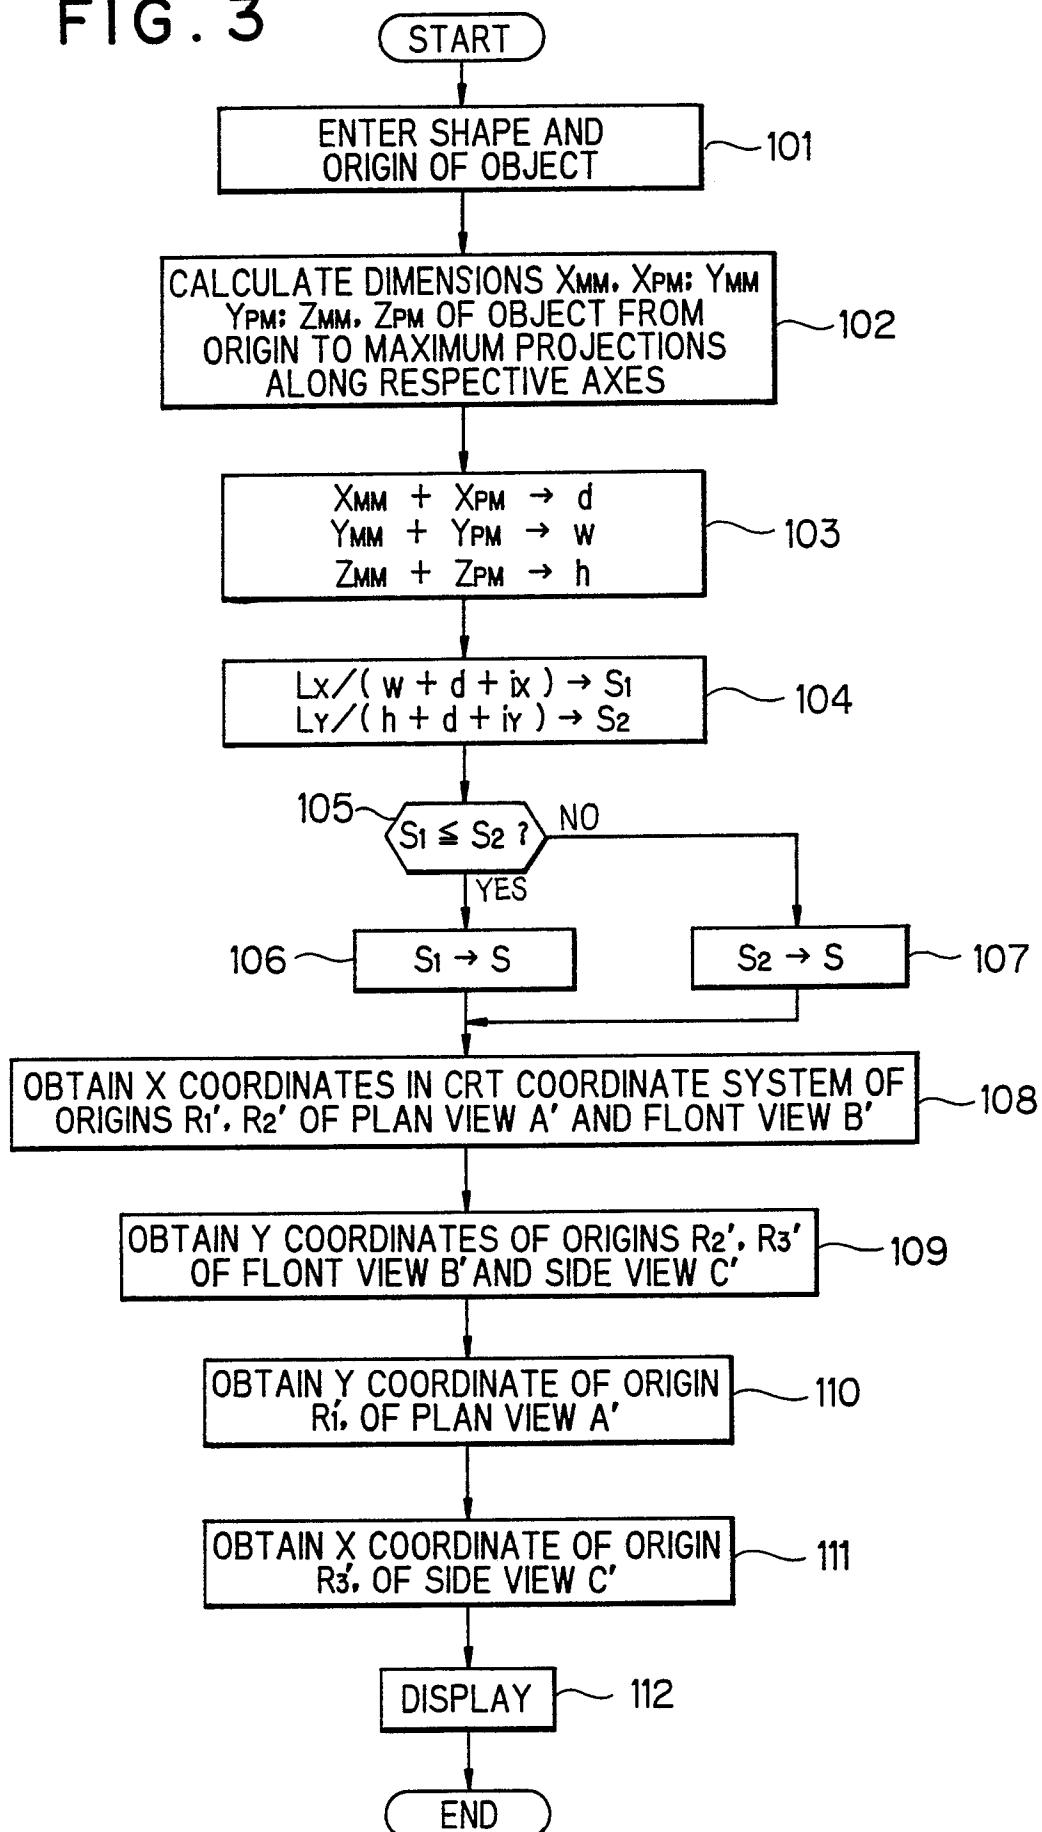 FIG. 3
START
ENTER SHAPE AND
ORIGIN OF OBJECT
101
CALCULATE DIMENSIONS XMM, XPM; YMM
YPM; ZMM, ZPM OF OBJECT FROM
ORIGIN TO MAXIMUM PROJECTIONS
ALONG RESPECTIVE AXES
102
XMM + XPM → d
YMM + YPM → w
ZMM + ZPM → h
103
LX/( w + d + iX ) → S1
LY/( h + d + iY ) → S2
104
105
S1 ≦ S2 ?
NO
YES
106
S1 → S
S2 → S
107
OBTAIN X COORDINATES IN CRT COORDINATE SYSTEM OF
ORIGINS R1', R2' OF PLAN VIEW A' AND FLONT VIEW B'
108
OBTAIN Y COORDINATES OF ORIGINS R2', R3'
OF FLONT VIEW B' AND SIDE VIEW C'
109
OBTAIN Y COORDINATE OF ORIGIN
R1', OF PLAN VIEW A'
110
OBTAIN X COORDINATE OF ORIGIN
R3', OF SIDE VIEW C'
111
DISPLAY
112
END